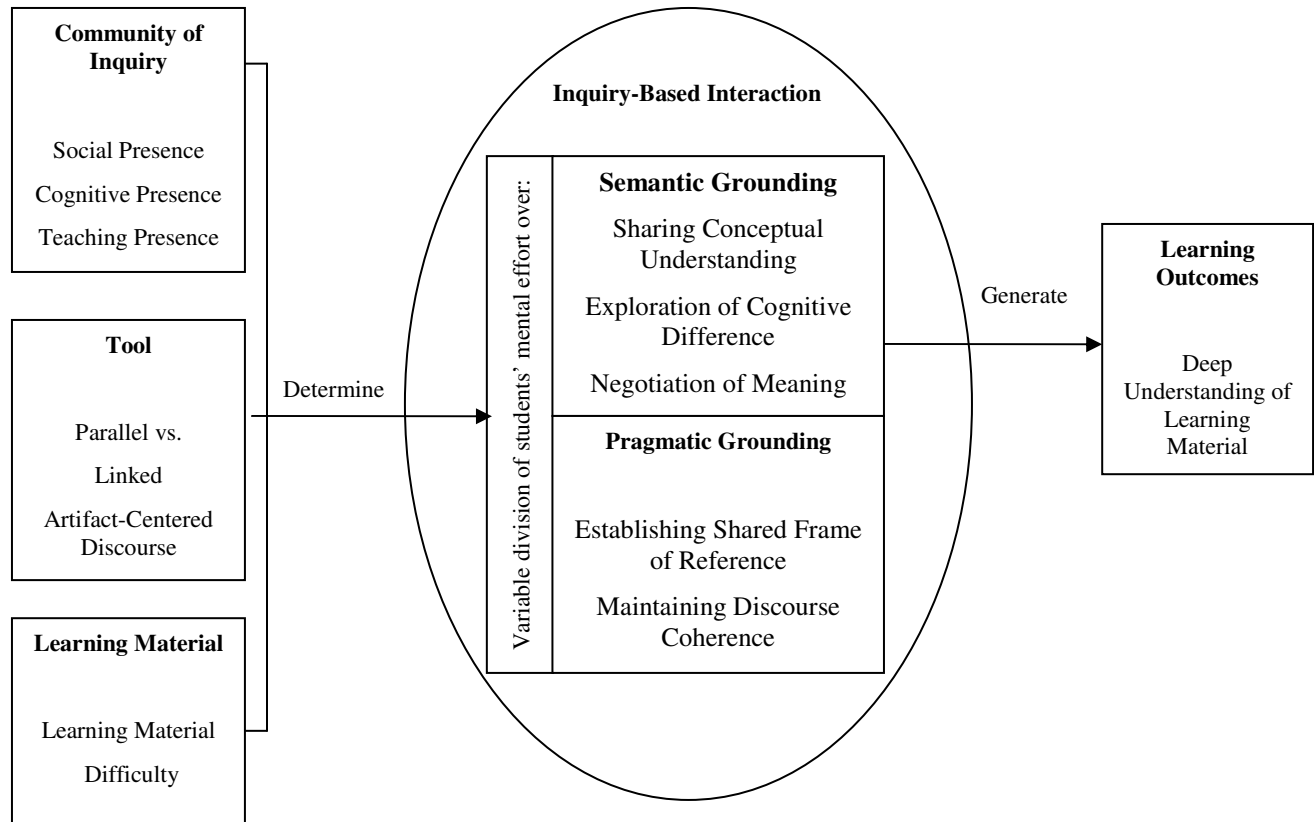 Community of
Inquiry
Social Presence
Cognitive Presence
Teaching Presence
Tool
Parallel vs.
Linked
Artifact-Centered
Discourse
Learning Material
Learning Material
Difficulty
Determine
Inquiry-Based Interaction
Variable division of students’ mental effort over:
Semantic Grounding
Sharing Conceptual
Understanding
Exploration of Cognitive
Difference
Negotiation of Meaning
Pragmatic Grounding
Establishing Shared Frame
of Reference
Maintaining Discourse
Coherence
Generate
Learning
Outcomes
Deep
Understanding of
Learning
Material